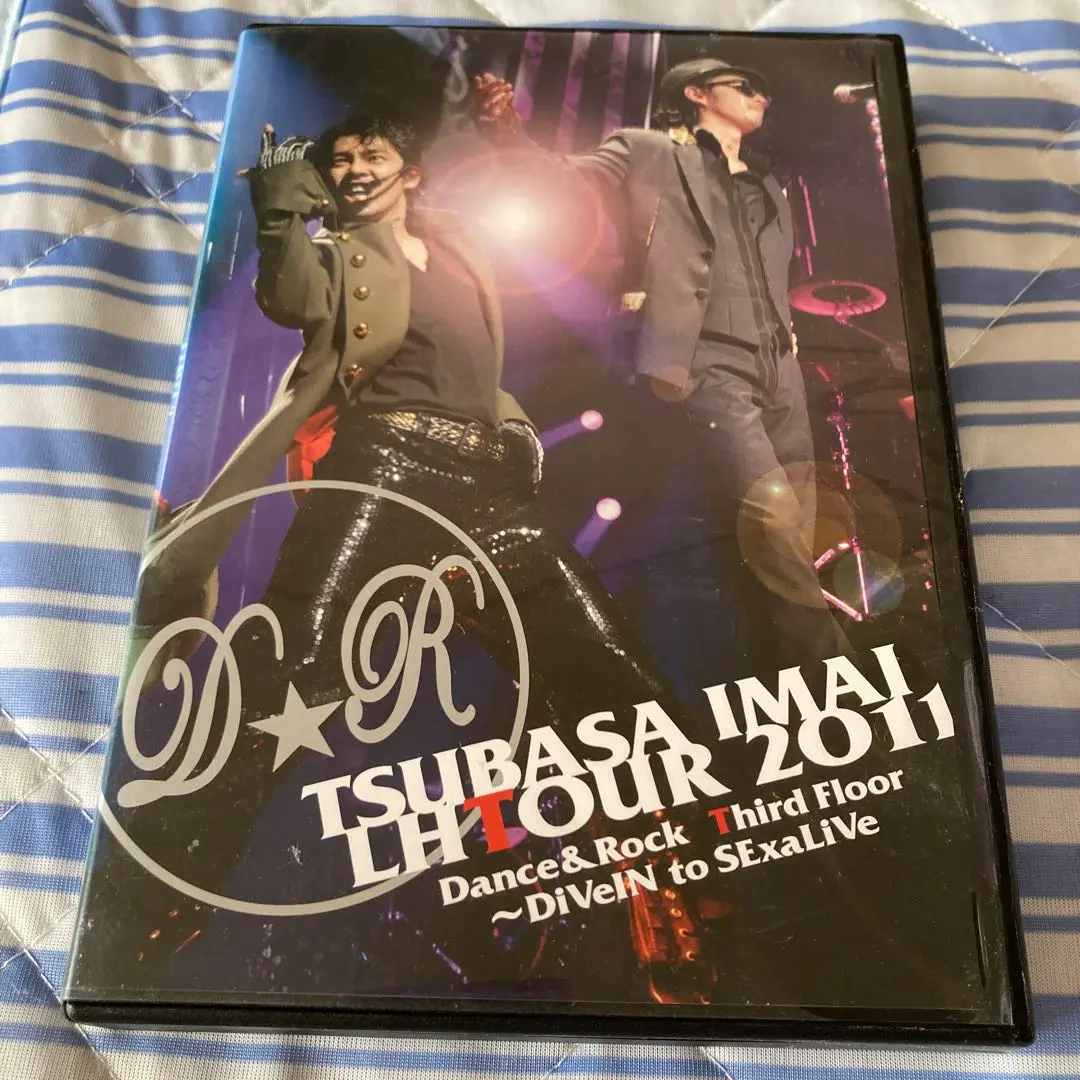 D★R
TSUBASA IMAI
LHTOUR 2011
Dance&Rock Third Floor
~DiVeIN to SExaLiVe